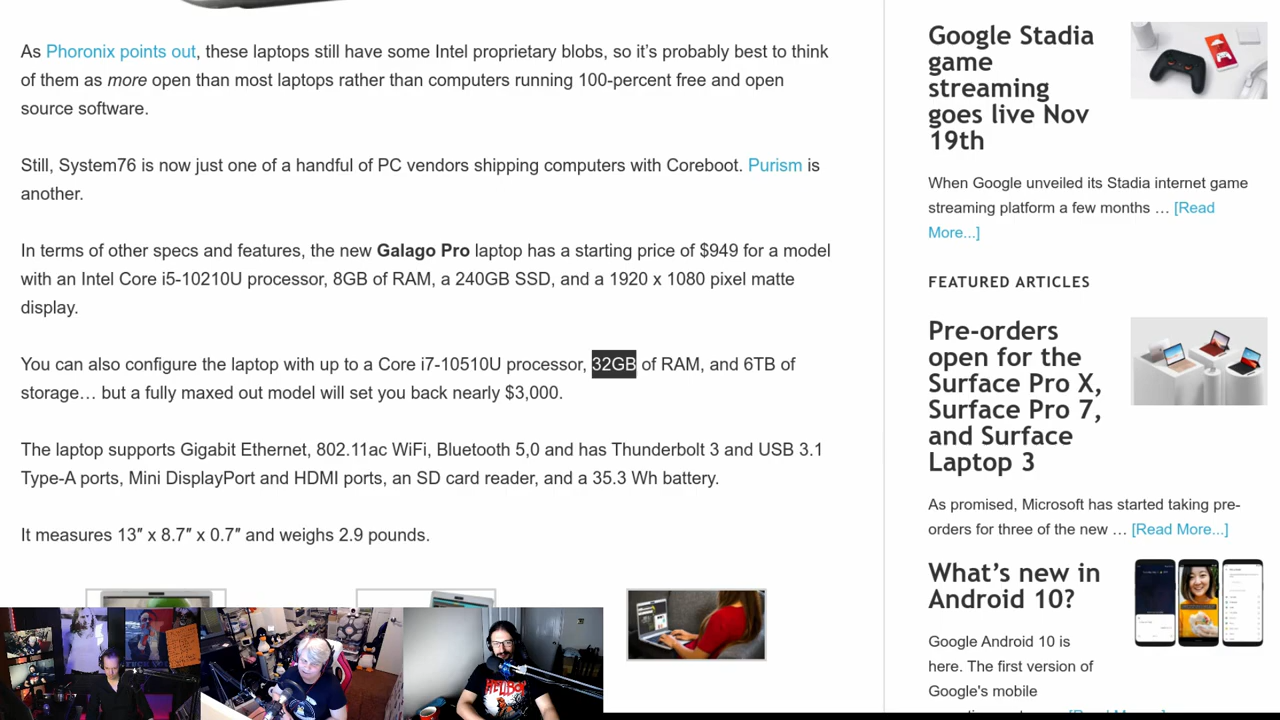 As Phoronix points out, these laptops still have some Intel proprietary blobs, so it's probably best to think
of them as more open than most laptops rather than computers running 100-percent free and open
source software.
Still, System76 is now just one of a handful of PC vendors shipping computers with Coreboot. Purism is
another.
In terms of other specs and features, the new Galago Pro laptop has a starting price of $949 for a model
with an Intel Core i5-10210U processor, 8GB of RAM, a 240GB SSD, and a 1920 x 1080 pixel matte
display.
You can also configure the laptop with up to a Core i7-10510U processor, 32GB of RAM, and 6TB of
storage… but a fully maxed out model will set you back nearly $3,000.
The laptop supports Gigabit Ethernet, 802.11ac WiFi, Bluetooth 5,0 and has Thunderbolt 3 and USB 3.1
Type-A ports, Mini DisplayPort and HDMI ports, an SD card reader, and a 35.3 Wh battery.
It measures 13″ x 8.7″ x 0.7″ and weighs 2.9 pounds.
Google Stadia
game
streaming
goes live Nov
19th
When Google unveiled its Stadia internet game
streaming platform a few months … [Read
More...]
FEATURED ARTICLES
Pre-orders
open for the
Surface Pro X,
Surface Pro 7,
and Surface
Laptop 3
As promised, Microsoft has started taking pre-
orders for three of the new … [Read More...]
What's new in
Android 10?
Google Android 10 is
here. The first version of
Google's mobile
HELLBOY